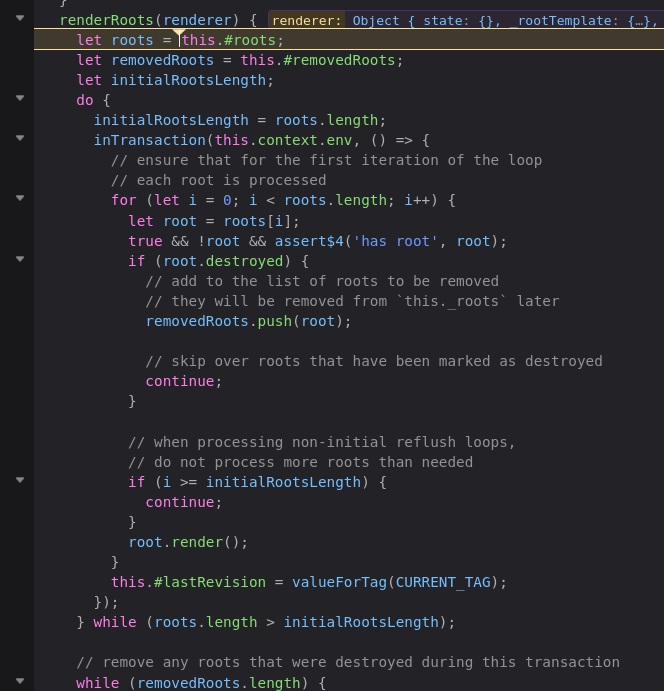 }
renderRoots(renderer) { renderer: Object { state: {}, _rootTemplate: {…},
let roots = this.#roots;
let removedRoots = this.#removedRoots;
let initialRootsLength;
do {
initialRootsLength = roots.length;
inTransaction(this.context.env, () => {
// ensure that for the first iteration of the loop
// each root is processed
for (let i = 0; i < roots.length; i++) {
let root = roots[i];
true && !root && assert$4('has root', root);
if (root.destroyed) {
// add to the list of roots to be removed
// they will be removed from `this._roots` later
removedRoots.push(root);
// skip over roots that have been marked as destroyed
continue;
}
// when processing non-initial reflush loops,
// do not process more roots than needed
if (i >= initialRootsLength) {
continue;
}
root.render();
}
this.#lastRevision = valueForTag(CURRENT_TAG);
});
} while (roots.length > initialRootsLength);
// remove any roots that were destroyed during this transaction
while (removedRoots.length) {